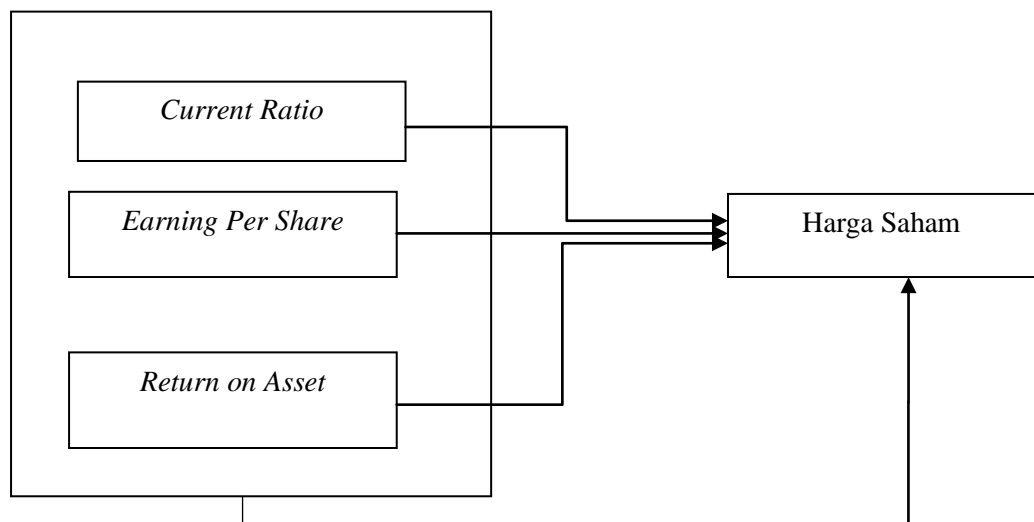 Current Ratio
Earning Per Share
Harga Saham
Return on Asset